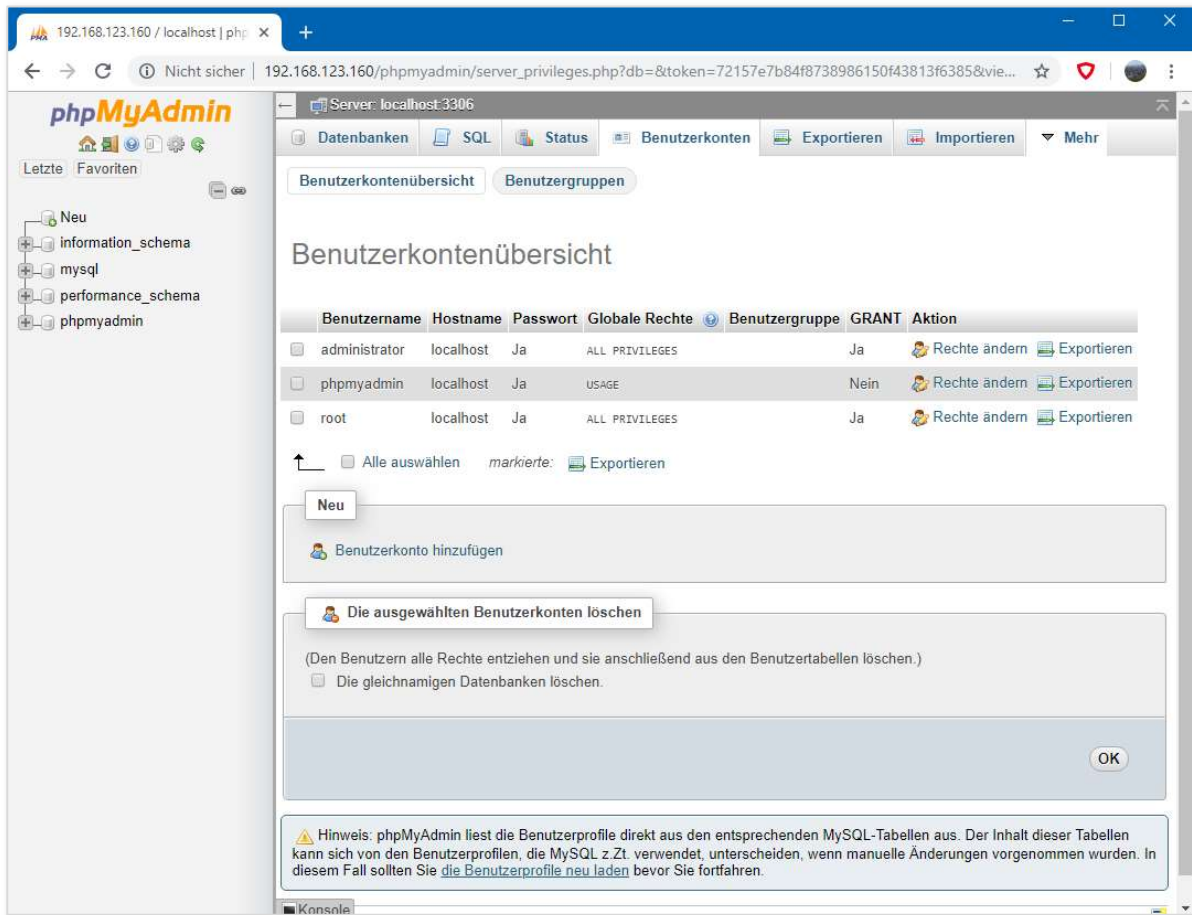 192.168.123.160 / localhost | php
Nicht sicher | 192.168.123.160/phpmyadmin/server_privileges.php?db=&token=72157e7b84f8738986150f43813f6385&vie...
phpMyAdmin
Letzte Favoriten
Neu
information_schema
mysql
performance_schema
phpmyadmin
Server: localhost:3306
Datenbanken SQL Status Benutzerkonten Exportieren Importieren Mehr
Benutzerkontenübersicht Benutzergruppen
Benutzerkontenübersicht
Benutzername Hostname Passwort Globale Rechte Benutzergruppe GRANT Aktion
administrator localhost Ja ALL PRIVILEGES Ja Rechte ändern Exportieren
phpmyadmin localhost Ja USAGE Nein Rechte ändern Exportieren
root localhost Ja ALL PRIVILEGES Ja Rechte ändern Exportieren
Alle auswählen markierte: Exportieren
Neu
Benutzerkonto hinzufügen
Die ausgewählten Benutzerkonten löschen
(Den Benutzern alle Rechte entziehen und sie anschließend aus den Benutzertabellen löschen.)
Die gleichnamigen Datenbanken löschen.
OK
Hinweis: phpMyAdmin liest die Benutzerprofile direkt aus den entsprechenden MySQL-Tabellen aus. Der Inhalt dieser Tabellen
kann sich von den Benutzerprofilen, die MySQL z.Zt. verwendet, unterscheiden, wenn manuelle Änderungen vorgenommen wurden. In
diesem Fall sollten Sie die Benutzerprofile neu laden bevor Sie fortfahren.
Konsole